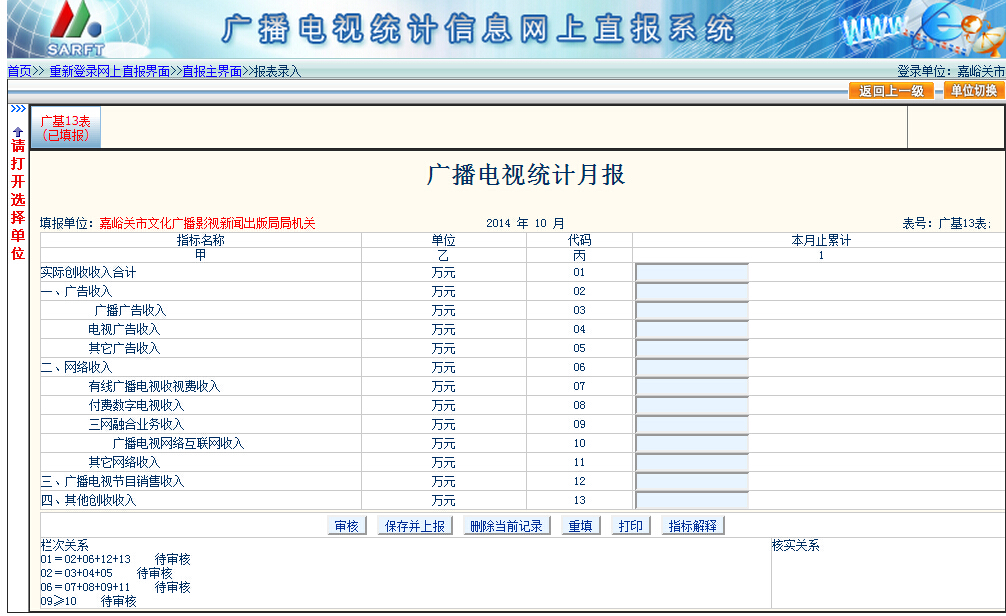 SARFT
广播电视统计信息网上直报系统
WWW
首页>> 重新登录网上直报界面>>直报主界面>>报表录入 登录单位：嘉峪关市
返回上一级 单位切换
>>>
请打开选择单位
广基13表
（已填报）
广播电视统计月报
填报单位：嘉峪关市文化广播影视新闻出版局局机关 2014 年 10 月 表号：广基13表:
指标名称 单位 代码 本月止累计
甲 乙 丙 1
实际创收收入合计 万元 01
一、广告收入 万元 02
广播广告收入 万元 03
电视广告收入 万元 04
其它广告收入 万元 05
二、网络收入 万元 06
有线广播电视收视费收入 万元 07
付费数字电视收入 万元 08
三网融合业务收入 万元 09
广播电视网络互联网收入 万元 10
其它网络收入 万元 11
三、广播电视节目销售收入 万元 12
四、其他创收收入 万元 13
审核 保存并上报 删除当前记录 重填 打印 指标解释
栏次关系 核实关系
01＝02+06+12+13 待审核
02＝03+04+05 待审核
06＝07+08+09+11 待审核
09≥10 待审核